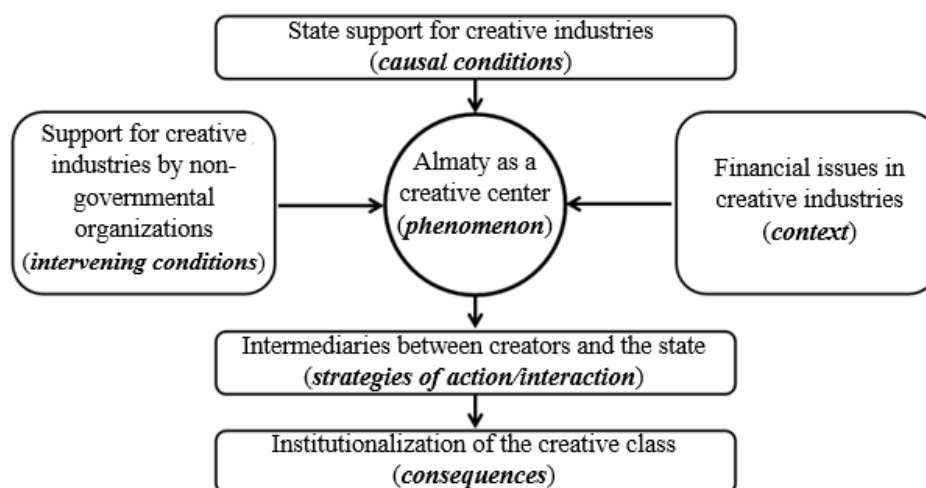 State support for creative industries
(causal conditions)
Support for creative
industries by non-
governmental
organizations
(intervening conditions)
Almaty as a
creative center
(phenomenon)
Financial issues in
creative industries
(context)
Intermediaries between creators and the state
(strategies of action/interaction)
Institutionalization of the creative class
(consequences)